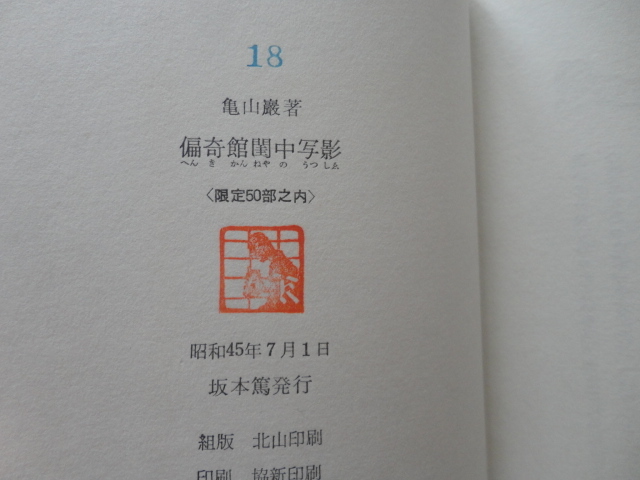 18
亀山巖著
偏奇館閨中写影
へんきかんねやのうつしゑ
〈限定50部之内〉
昭和45年7月1日
坂本篤発行
組版 北山印刷
印刷 協新印刷